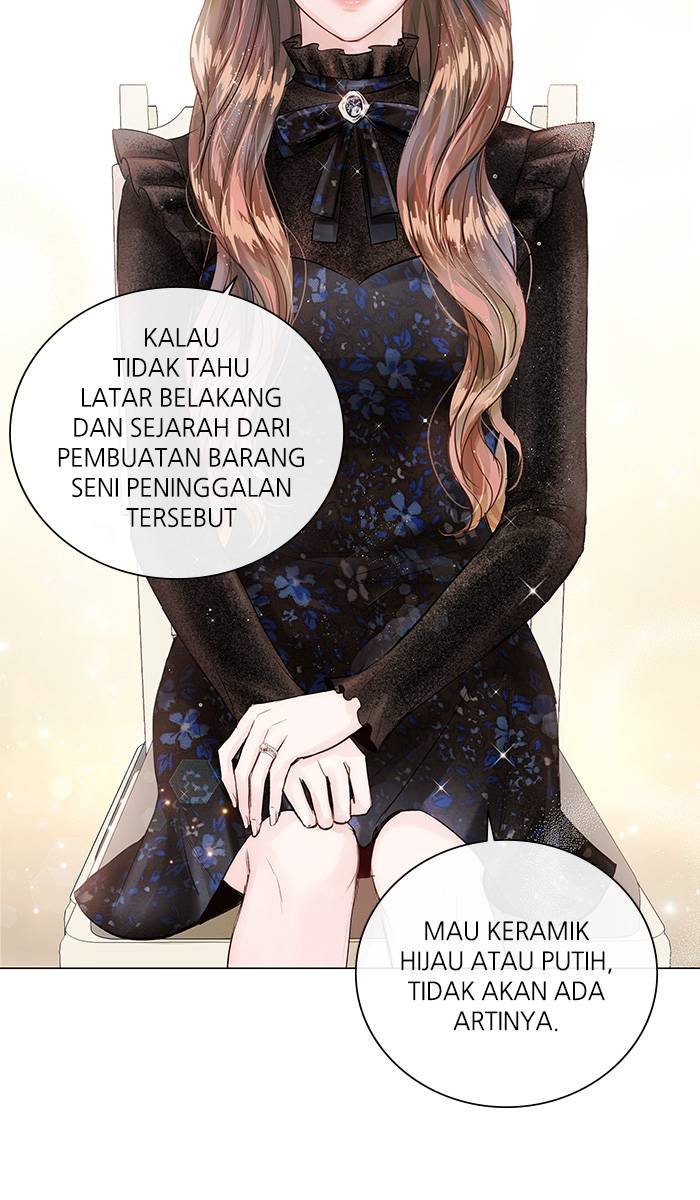 KALAU
TIDAK TAHU
LATAR BELAKANG
DAN SEJARAH DARI
PEMBUATAN BARANG
SENI PENINGGALAN
TERSEBUT
MAU KERAMIK
HIJAU ATAU PUTIH,
TIDAK AKAN ADA
ARTINYA.